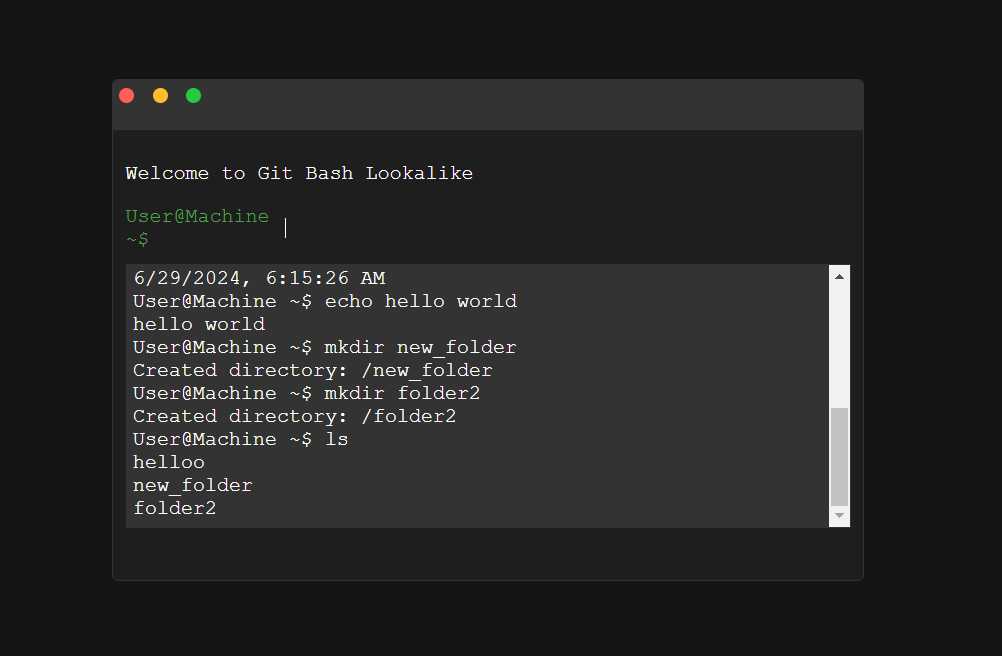 Welcome to Git Bash Lookalike
User@Machine
~$
6/29/2024, 6:15:26 AM
User@Machine ~$ echo hello world
hello world
User@Machine ~$ mkdir new_folder
Created directory: /new_folder
User@Machine ~$ mkdir folder2
Created directory: /folder2
User@Machine ~$ ls
helloo
new_folder
folder2